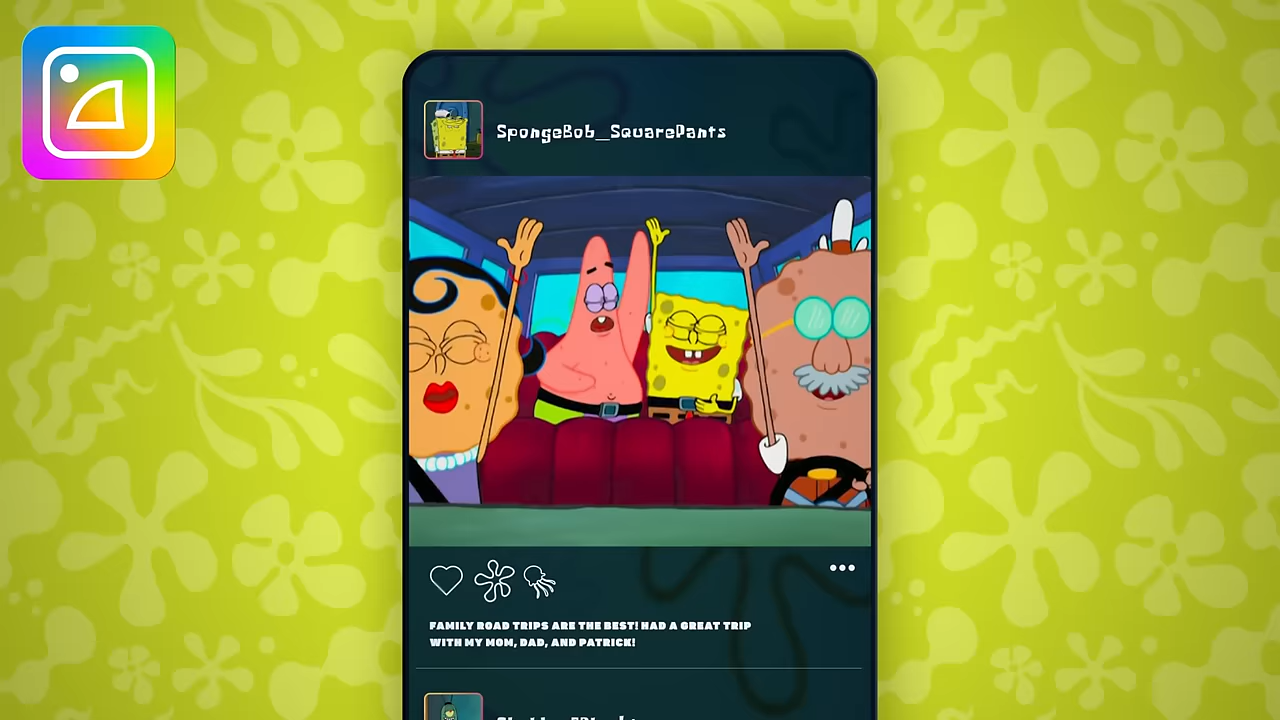 SpongeBob_SquarePants
FAMILY ROAD TRIPS ARE THE BEST! HAD A GREAT TRIP
WITH MY MOM, DAD, AND PATRICK!